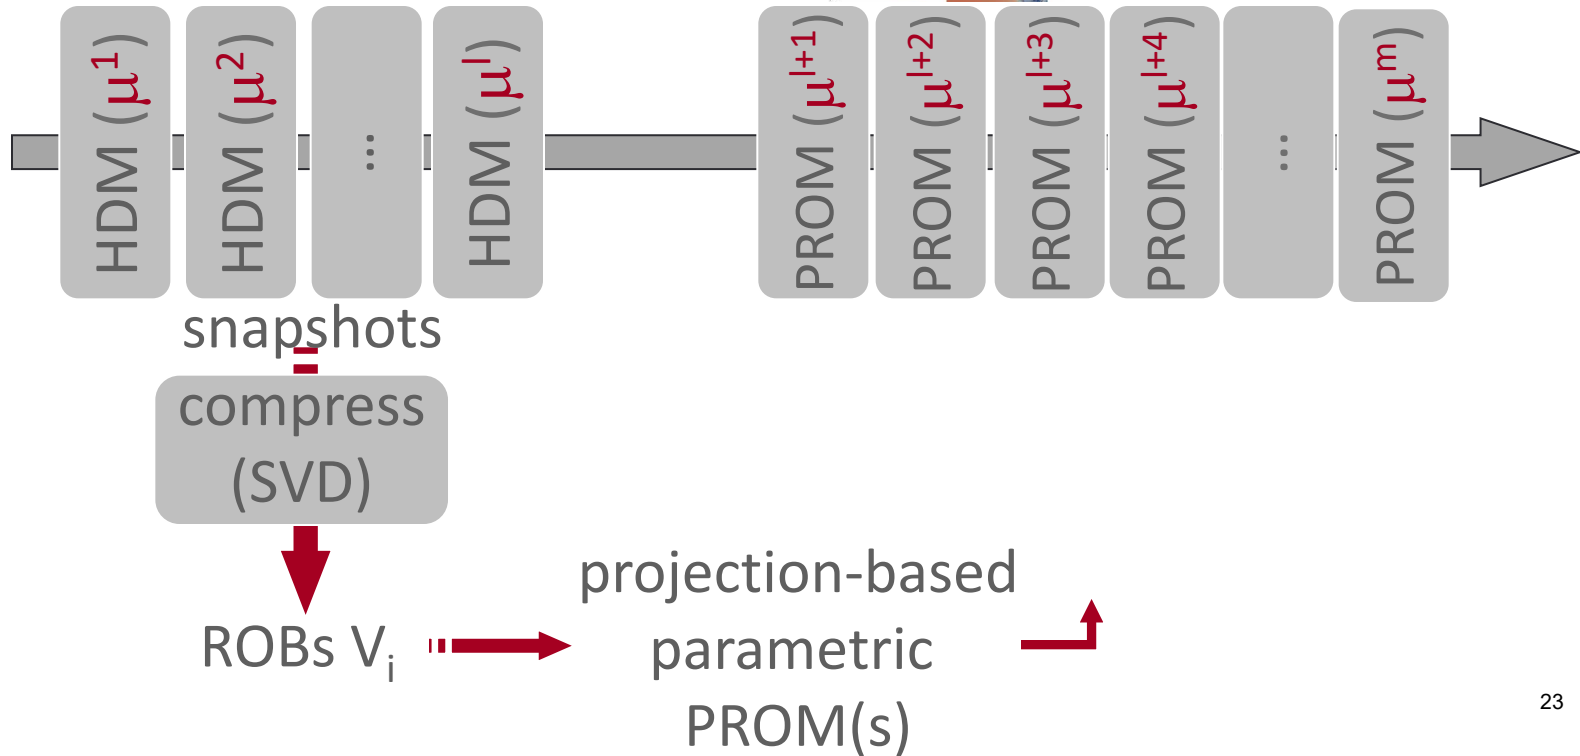 HDM (μ¹)
HDM (μ²)
...
HDM (μˡ)
PROM (μˡ⁺¹)
PROM (μˡ⁺²)
PROM (μˡ⁺³)
PROM (μˡ⁺⁴)
...
PROM (μᵐ)
snapshots
compress
(SVD)
ROBs Vᵢ
projection-based
parametric
PROM(s)
23